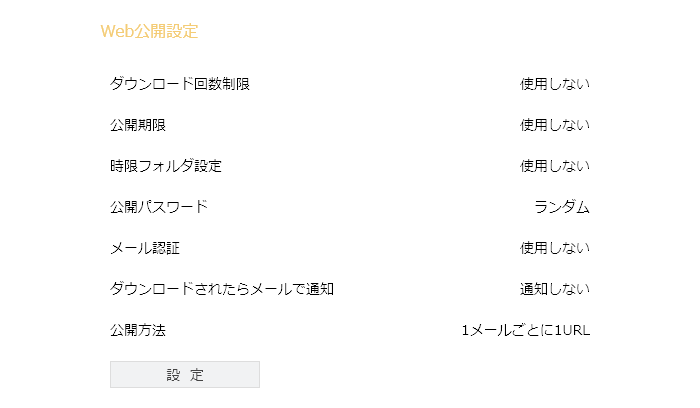 Web公開設定
ダウンロード回数制限 使用しない
公開期限 使用しない
時限フォルダ設定 使用しない
公開パスワード ランダム
メール認証 使用しない
ダウンロードされたらメールで通知 通知しない
公開方法 1メールごとに1URL
設 定